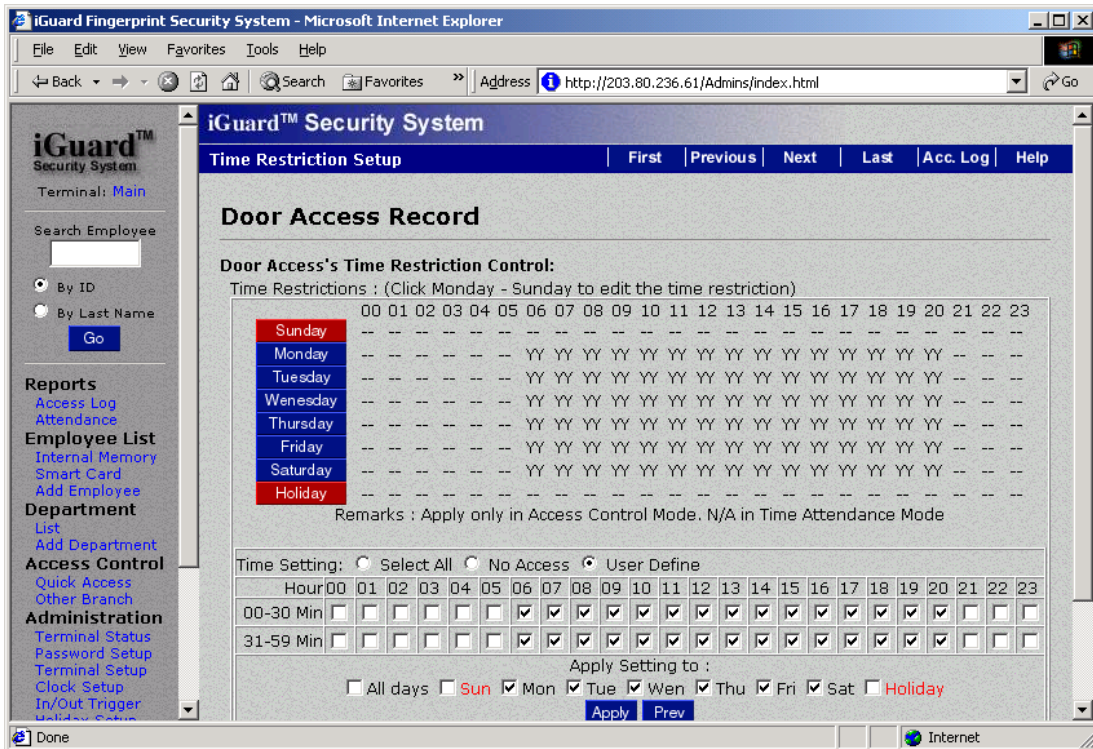 iGuard Fingerprint Security System - Microsoft Internet Explorer
File Edit View Favorites Tools Help
Back Search Favorites » Address http://203.80.236.61/Admins/index.html Go
iGuard™
Security System
Terminal: Main
Search Employee
By ID
By Last Name
Go
Reports
Access Log
Attendance
Employee List
Internal Memory
Smart Card
Add Employee
Department
List
Add Department
Access Control
Quick Access
Other Branch
Administration
Terminal Status
Password Setup
Terminal Setup
Clock Setup
In/Out Trigger
Holiday Setup
iGuard™ Security System
Time Restriction Setup | First | Previous | Next | Last | Acc. Log | Help
Door Access Record
Door Access's Time Restriction Control:
Time Restrictions : (Click Monday - Sunday to edit the time restriction)
00 01 02 03 04 05 06 07 08 09 10 11 12 13 14 15 16 17 18 19 20 21 22 23
Sunday -- -- -- -- -- -- -- -- -- -- -- -- -- -- -- -- -- -- -- -- -- -- -- --
Monday -- -- -- -- -- -- YY YY YY YY YY YY YY YY YY YY YY YY YY YY YY -- -- --
Tuesday -- -- -- -- -- -- YY YY YY YY YY YY YY YY YY YY YY YY YY YY YY -- -- --
Wenesday -- -- -- -- -- -- YY YY YY YY YY YY YY YY YY YY YY YY YY YY YY -- -- --
Thursday -- -- -- -- -- -- YY YY YY YY YY YY YY YY YY YY YY YY YY YY YY -- -- --
Friday -- -- -- -- -- -- YY YY YY YY YY YY YY YY YY YY YY YY YY YY YY -- -- --
Saturday -- -- -- -- -- -- YY YY YY YY YY YY YY YY YY YY YY YY YY YY YY -- -- --
Holiday -- -- -- -- -- -- -- -- -- -- -- -- -- -- -- -- -- -- -- -- -- -- -- --
Remarks : Apply only in Access Control Mode. N/A in Time Attendance Mode
Time Setting: Select All No Access User Define
Hour 00 01 02 03 04 05 06 07 08 09 10 11 12 13 14 15 16 17 18 19 20 21 22 23
00-30 Min
31-59 Min
Apply Setting to :
All days Sun Mon Tue Wen Thu Fri Sat Holiday
Apply Prev
Done Internet